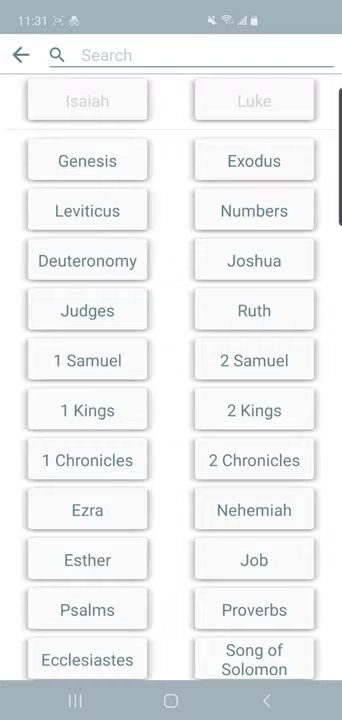 11:31
Search
Isaiah
Luke
Genesis
Exodus
Leviticus
Numbers
Deuteronomy
Joshua
Judges
Ruth
1 Samuel
2 Samuel
1 Kings
2 Kings
1 Chronicles
2 Chronicles
Ezra
Nehemiah
Esther
Job
Psalms
Proverbs
Ecclesiastes
Song of
Solomon